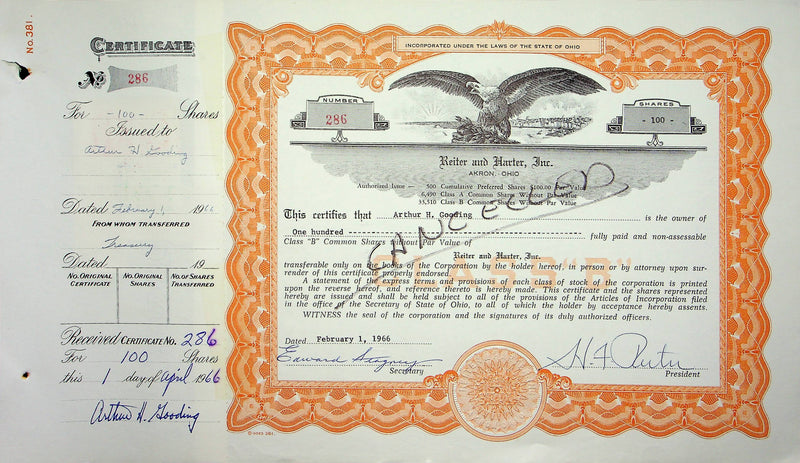 No. 381.
CERTIFICATE
No 286
For -100- Shares
Issued to
Arthur H Gooding
Dated February 1 1966
FROM WHOM TRANSFERRED
Treasury
Dated 19
NO. ORIGINAL CERTIFICATE
NO. ORIGINAL SHARES
NO. OF SHARES TRANSFERRED
Received CERTIFICATE NO. 286
For 100 Shares
this 1 day of April 1966
Arthur H. Gooding
INCORPORATED UNDER THE LAWS OF THE STATE OF OHIO
NUMBER
286
SHARES
- 100 -
Reiter and Harter, Inc.
AKRON, OHIO
Authorized Issue — 500 Cumulative Preferred Shares $100.00 Par Value
6,490 Class A Common Shares Without Par Value
33,510 Class B Common Shares Without Par Value
CANCELLED
This certifies that Arthur H. Gooding is the owner of
One hundred fully paid and non-assessable
Class "B" Common Shares without Par Value of
Reiter and Harter, Inc.
CLASS "B"
transferable only on the books of the Corporation by the holder hereof, in person or by attorney upon sur-
render of this certificate properly endorsed.
A statement of the express terms and provisions of each class of stock of the corporation is printed
upon the reverse hereof, and reference thereto is hereby made. This certificate and the shares represented
hereby are issued and shall be held subject to all of the provisions of the Articles of Incorporation filed
in the office of the Secretary of State of Ohio, to all of which the holder by acceptance hereby assents.
WITNESS the seal of the corporation and the signatures of its duly authorized officers.
Dated February 1, 1966
Edward
Secretary
President